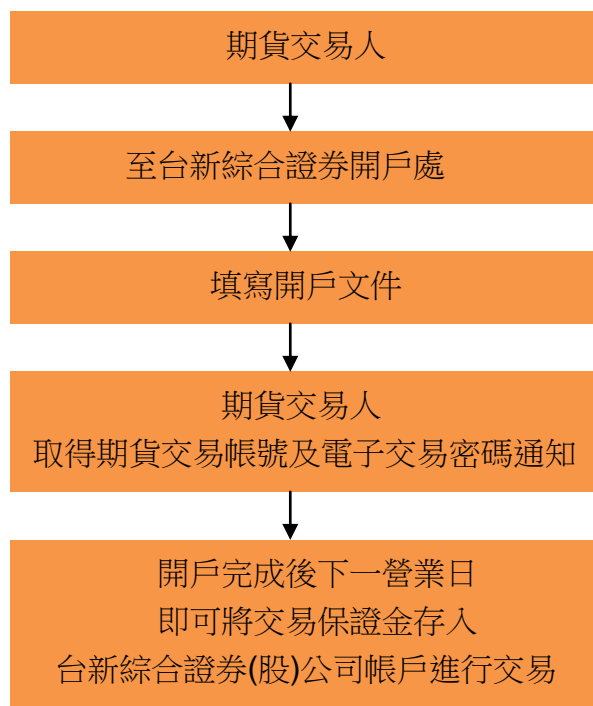 期貨交易人
至台新綜合證券開戶處
填寫開戶文件
期貨交易人
取得期貨交易帳號及電子交易密碼通知
開戶完成後下一營業日
即可將交易保證金存入
台新綜合證券(股)公司帳戶進行交易